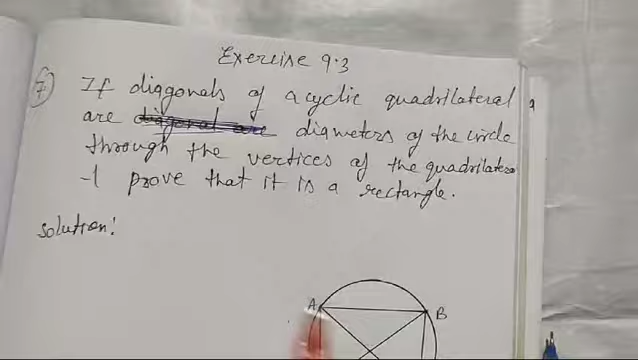 Exercise 9.3
7 If diagonals of a cyclic quadrilateral
are diameters of the circle
through the vertices of the quadrilatera
-l prove that it is a rectangle.
solution!
A
B